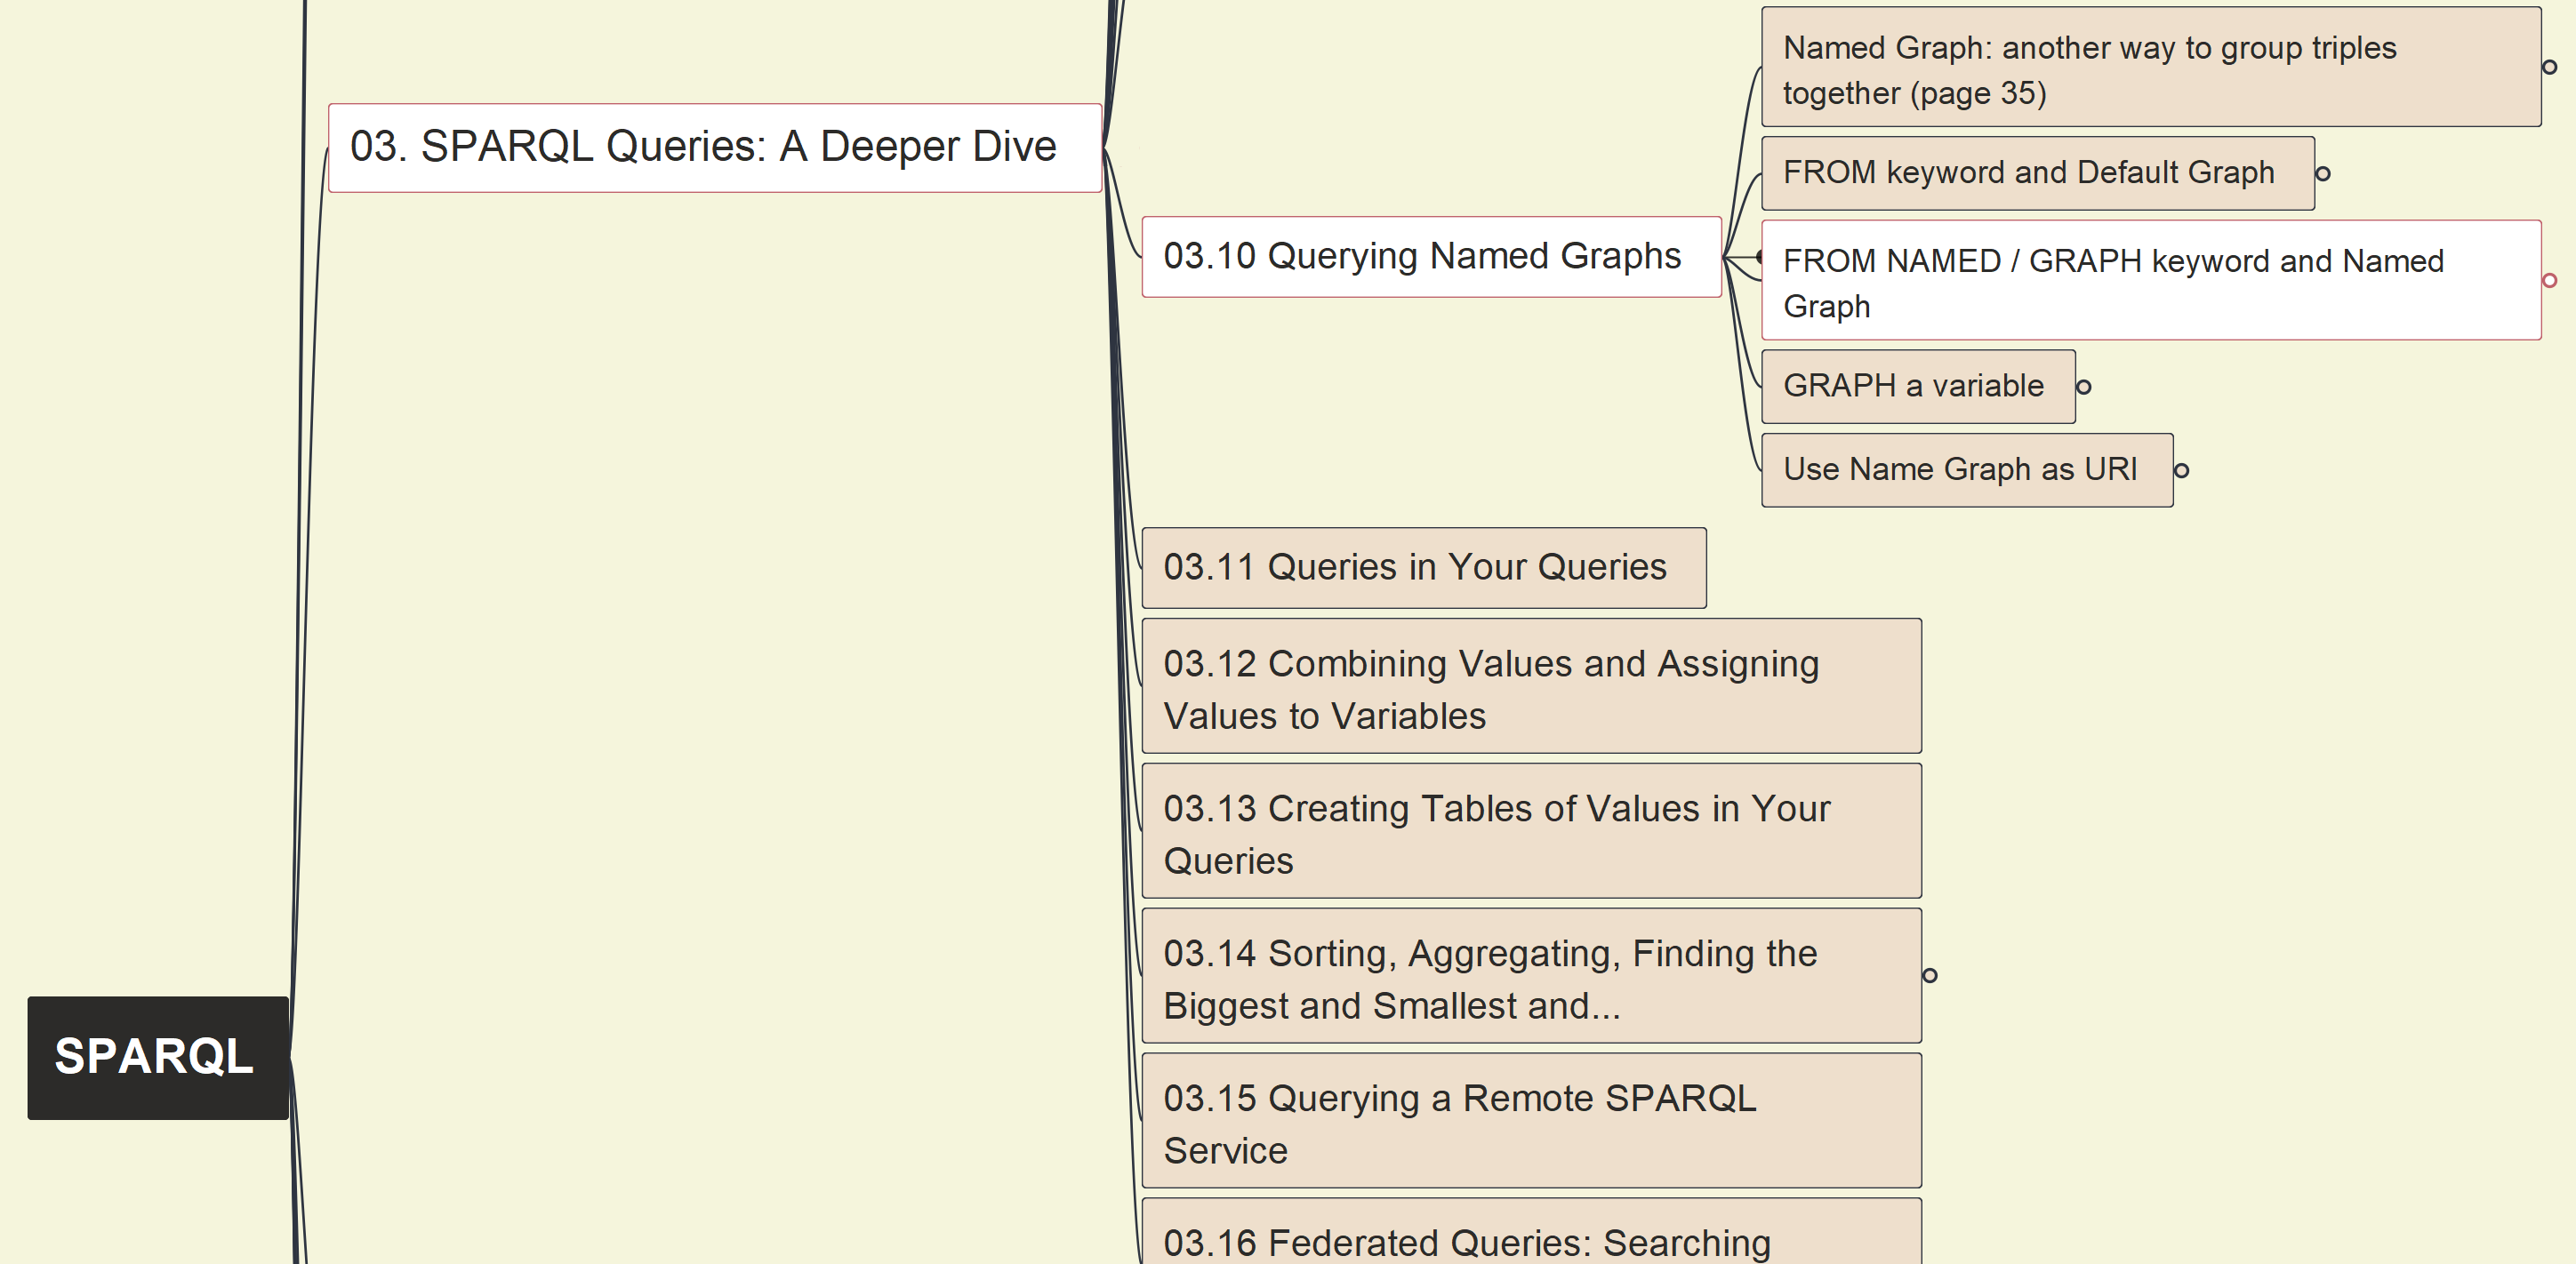 Named Graph: another way to group triples
together (page 35)
03. SPARQL Queries: A Deeper Dive
FROM keyword and Default Graph
03.10 Querying Named Graphs
FROM NAMED / GRAPH keyword and Named
Graph
GRAPH a variable
Use Name Graph as URI
03.11 Queries in Your Queries
03.12 Combining Values and Assigning
Values to Variables
03.13 Creating Tables of Values in Your
Queries
03.14 Sorting, Aggregating, Finding the
Biggest and Smallest and...
SPARQL
03.15 Querying a Remote SPARQL
Service
03.16 Federated Queries: Searching